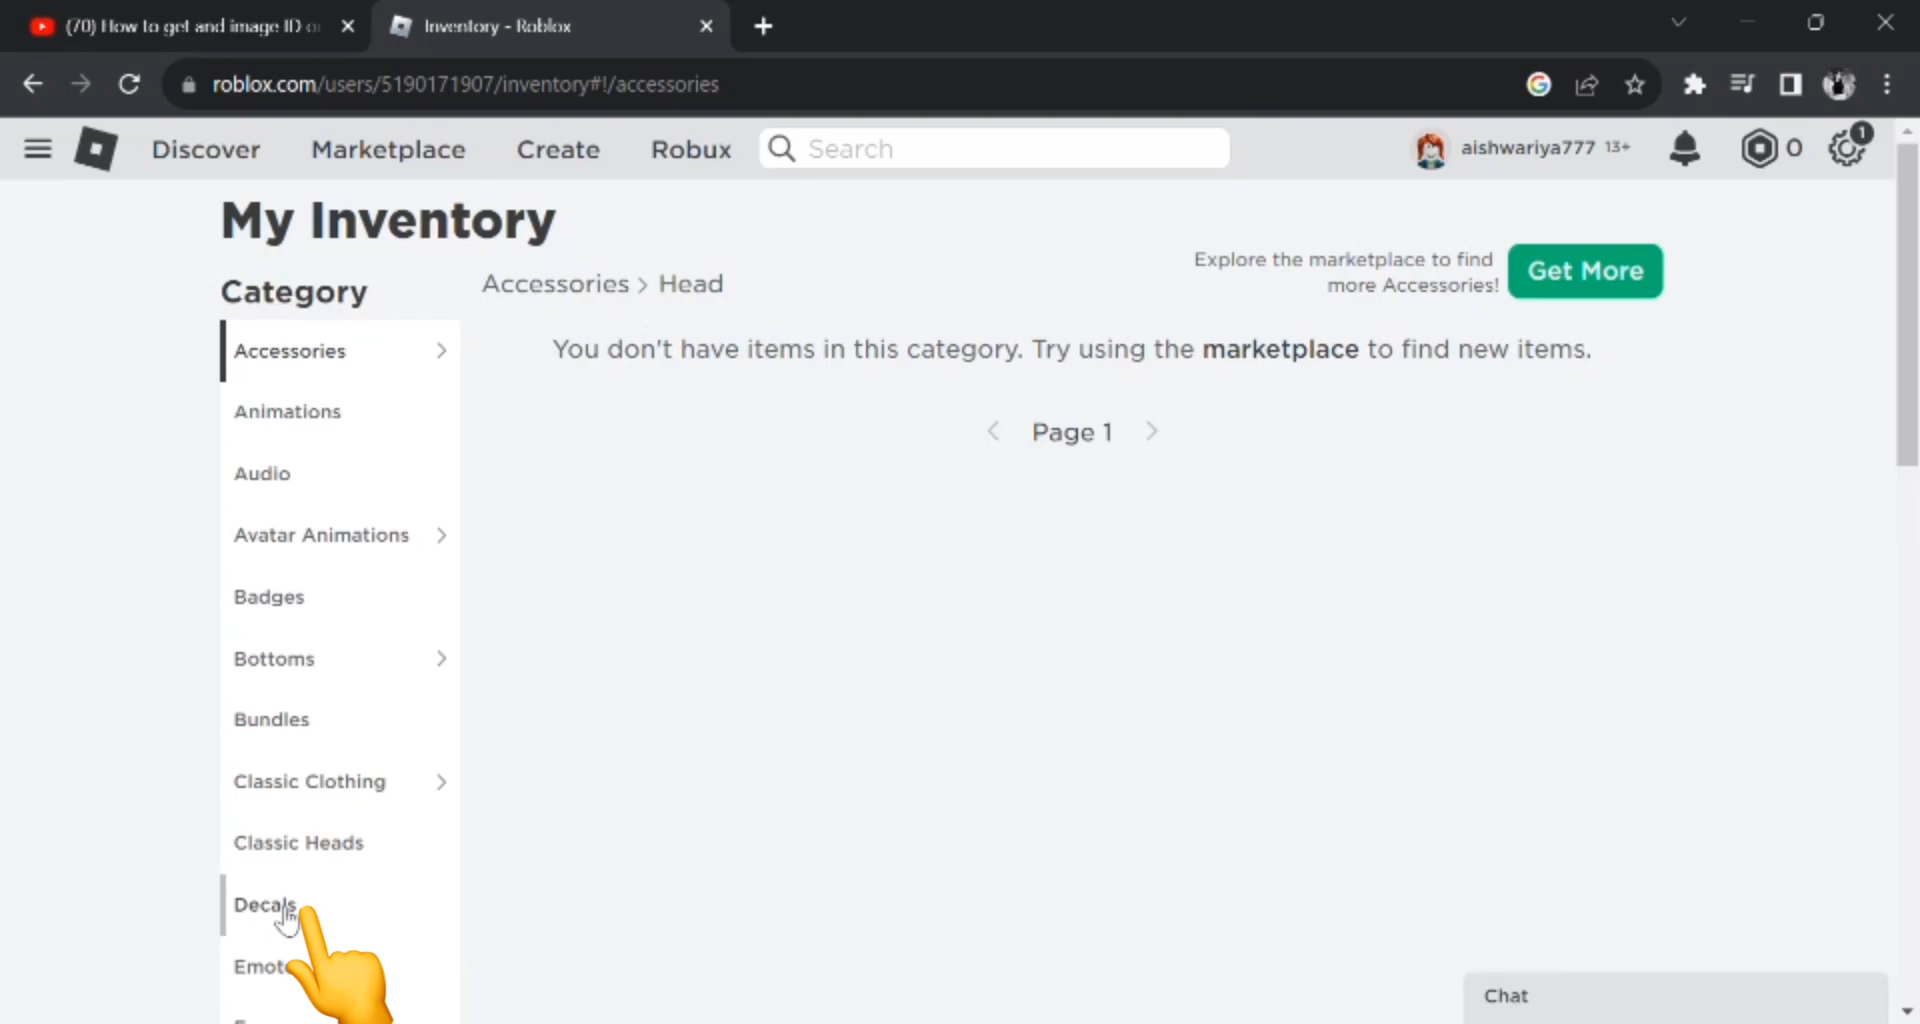 (70) How to get and image ID o
Inventory - Roblox
roblox.com/users/5190171907/inventory#!/accessories
Discover
Marketplace
Create
Robux
Search
aishwariya777 13+
0
1
My Inventory
Explore the marketplace to find
more Accessories!
Get More
Category
Accessories > Head
Accessories
You don't have items in this category. Try using the marketplace to find new items.
Animations
Page 1
Audio
Avatar Animations
Badges
Bottoms
Bundles
Classic Clothing
Classic Heads
Decals
Emot
Chat